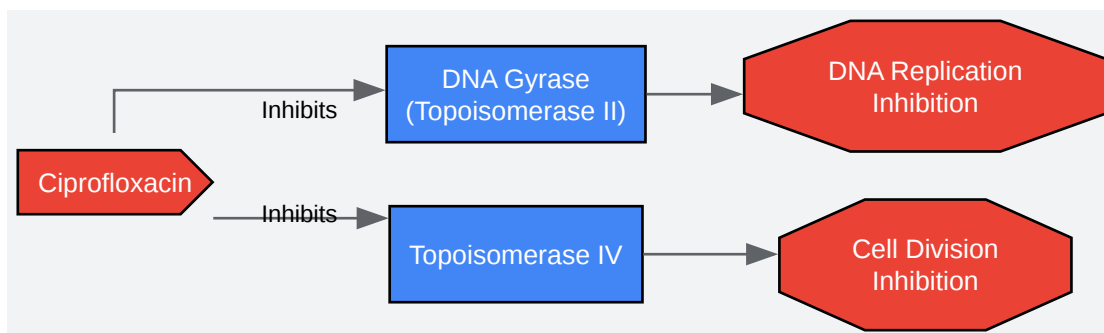 Ciprofloxacin
Inhibits
DNA Gyrase
(Topoisomerase II)
DNA Replication
Inhibition
Inhibits
Topoisomerase IV
Cell Division
Inhibition